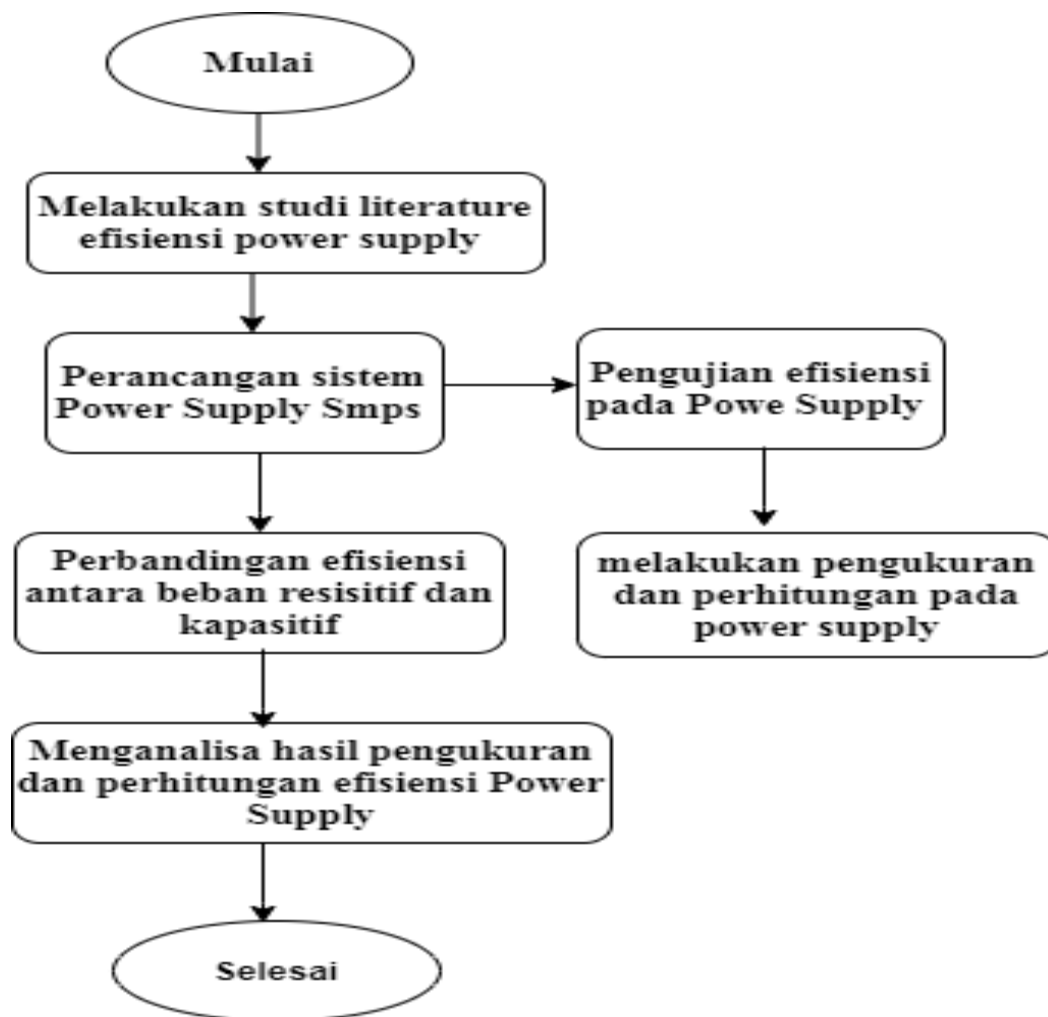 Mulai
Melakukan studi literature
efisiensi power supply
Perancangan sistem
Power Supply Smps
Pengujian efisiensi
pada Powe Supply
Perbandingan efisiensi
antara beban resisitif dan
kapasitif
melakukan pengukuran
dan perhitungan pada
power supply
Menganalisa hasil pengukuran
dan perhitungan efisiensi Power
Supply
Selesai